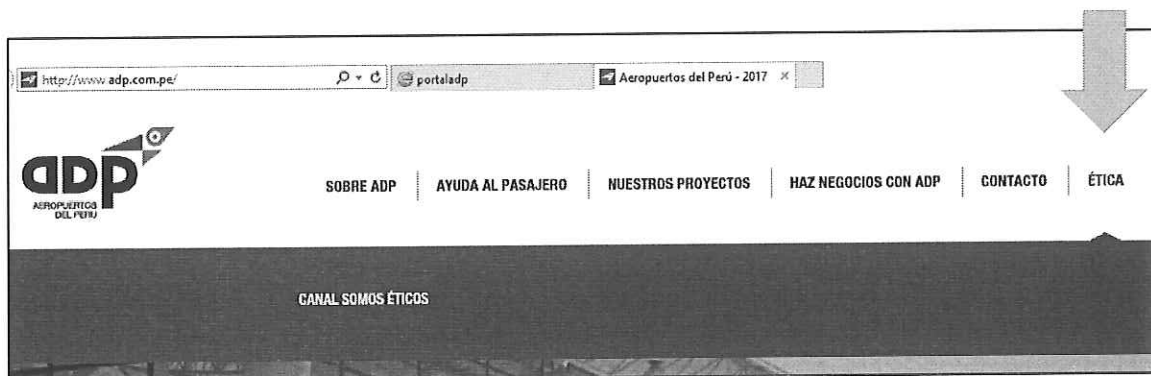 http://www.adp.com.pe/ portaladp Aeropuertos del Perú - 2017
aDp
AEROPUERTOS
DEL PERÚ
SOBRE ADP AYUDA AL PASAJERO NUESTROS PROYECTOS HAZ NEGOCIOS CON ADP CONTACTO ÉTICA
CANAL SOMOS ÉTICOS